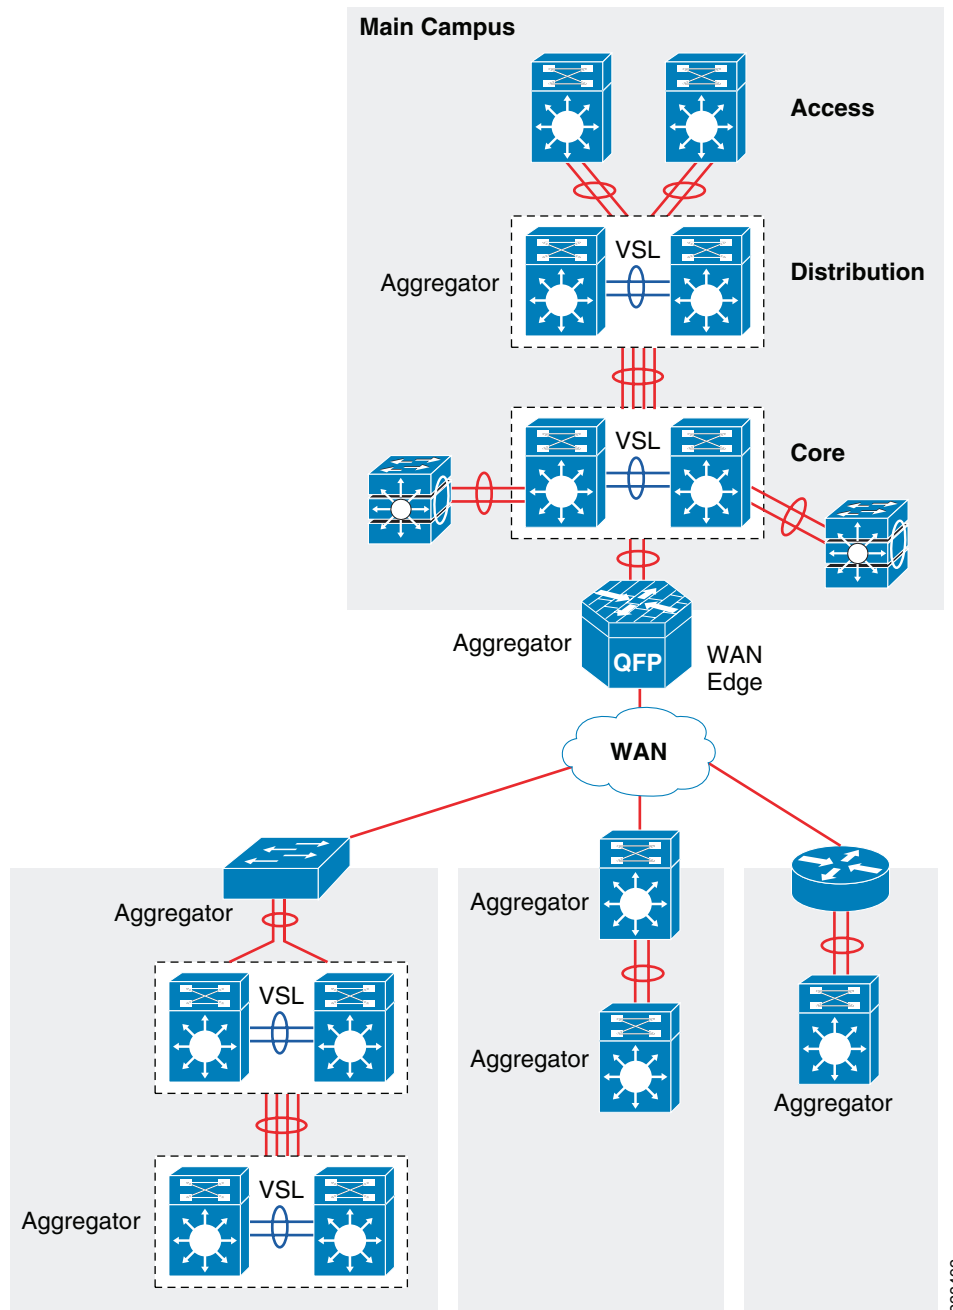 Main Campus
Access
VSL
Aggregator
Distribution
VSL
Core
Aggregator
QFP
WAN
Edge
WAN
Aggregator
Aggregator
VSL
Aggregator
Aggregator
VSL
Aggregator